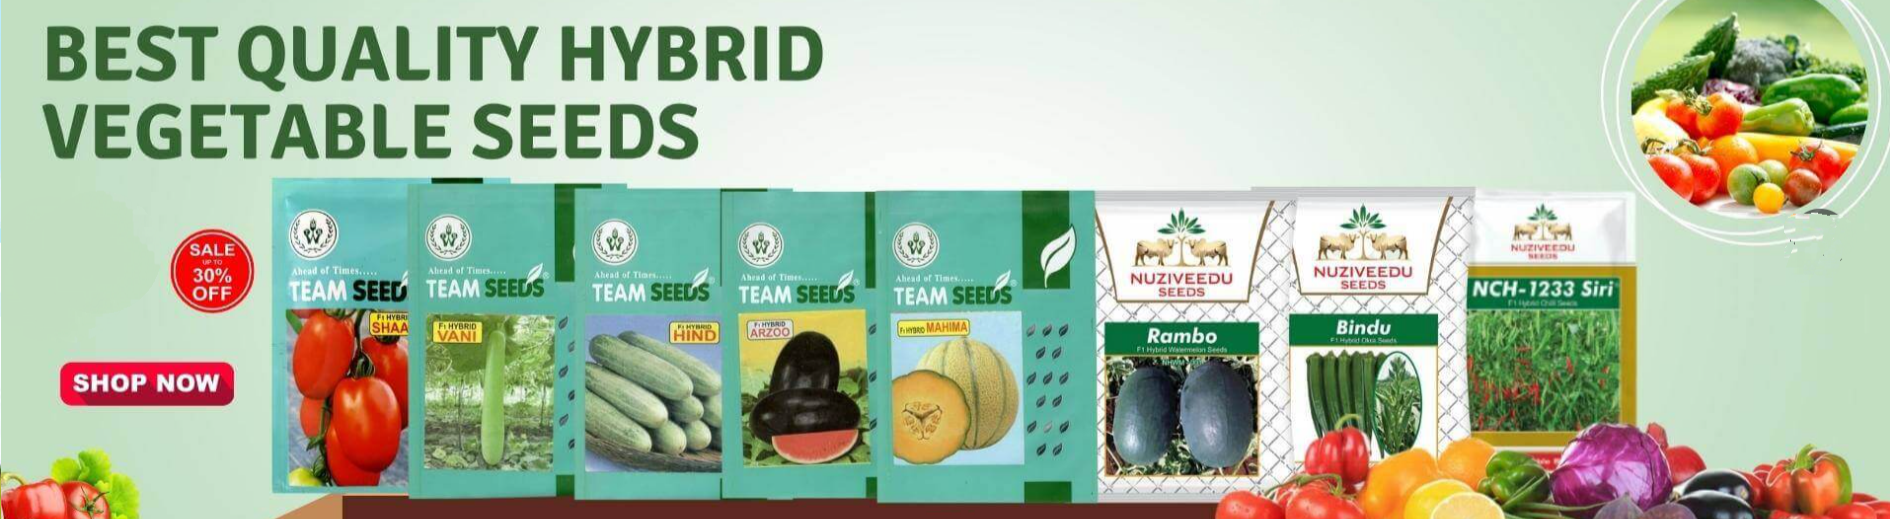 BEST QUALITY HYBRID
VEGETABLE SEEDS
SALE
UP TO
30%
OFF
SHOP NOW
Ahead of Times.....
TEAM SEED
F1 HYBRI
SHAA
Ahead of Times.....
TEAM SEEDS
F1 HYBRID
VANI
Ahead of Times.....
TEAM SEEDS
F1 HYBRID
HIND
Ahead of Times.....
TEAM SEEDS
F1 HYBRID
ARZOO
Ahead of Times.....
TEAM SEEDS
F1 HYBRID MAHIMA
NUZIVEEDU
SEEDS
Rambo
F1 Hybrid Watermelon Seeds
NUZIVEEDU
SEEDS
Bindu
F1 Hybrid Okra Seeds
NUZIVEEDU
SEEDS
NCH-1233 Siri
F1 Hybrid Chilli Seeds